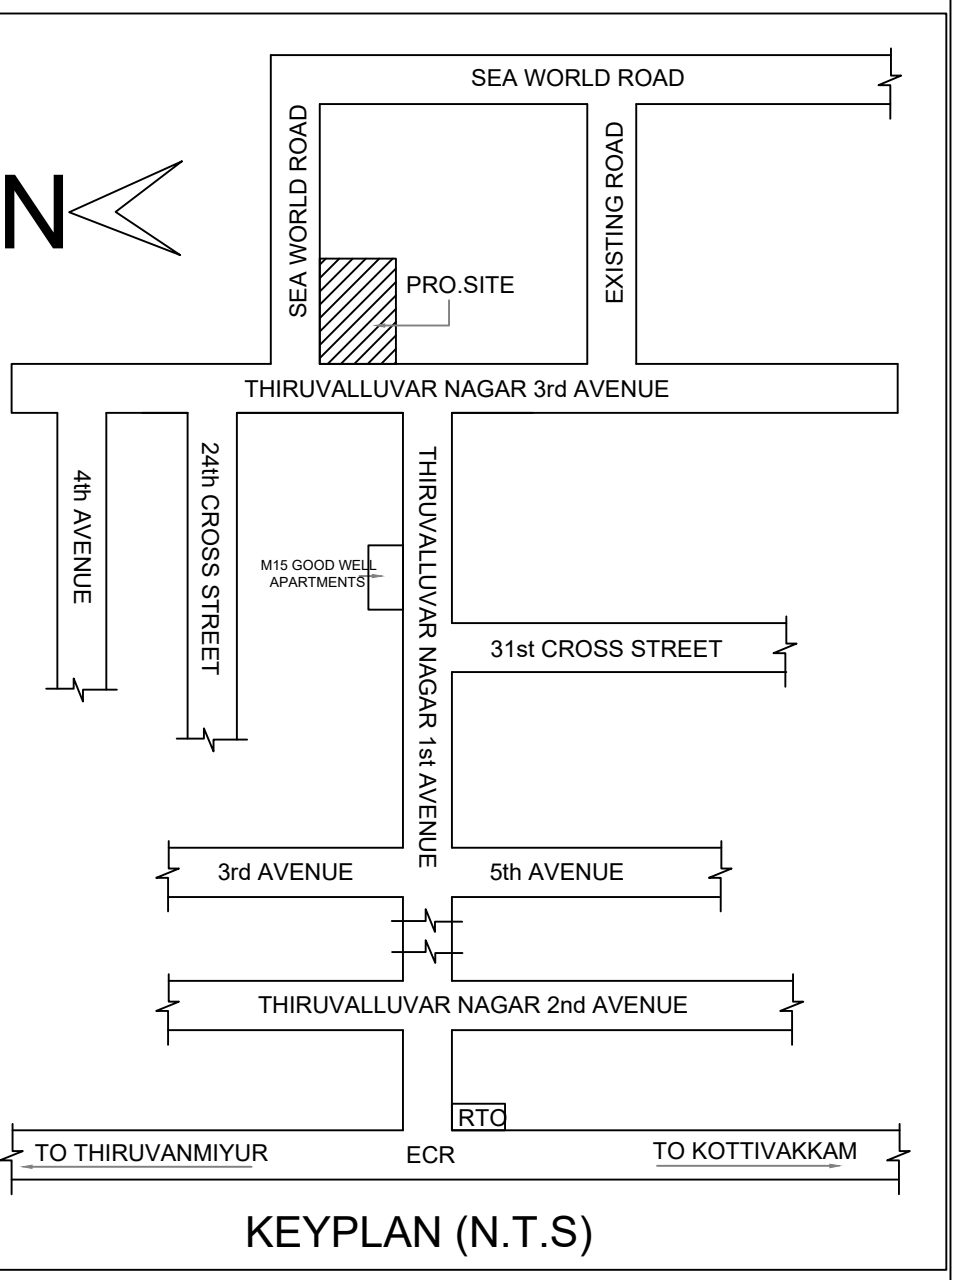 SEA WORLD ROAD
SEA WORLD ROAD
EXISTING ROAD
N
PRO.SITE
THIRUVALLUVAR NAGAR 3rd AVENUE
4th AVENUE
24th CROSS STREET
THIRUVALLUVAR NAGAR 1st AVENUE
M15 GOOD WELL
APARTMENTS
31st CROSS STREET
3rd AVENUE
5th AVENUE
THIRUVALLUVAR NAGAR 2nd AVENUE
RTO
TO THIRUVANMIYUR
ECR
TO KOTTIVAKKAM
KEYPLAN (N.T.S)